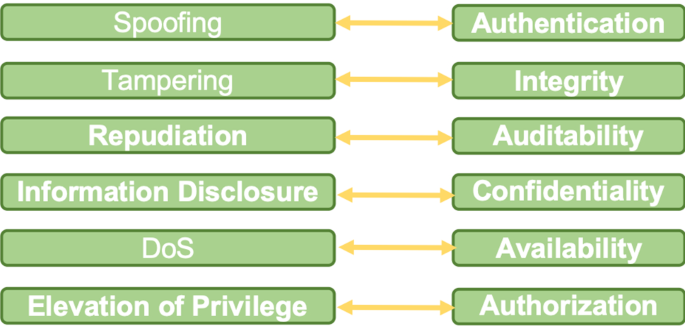 Spoofing Authentication
Tampering Integrity
Repudiation Auditability
Information Disclosure Confidentiality
DoS Availability
Elevation of Privilege Authorization